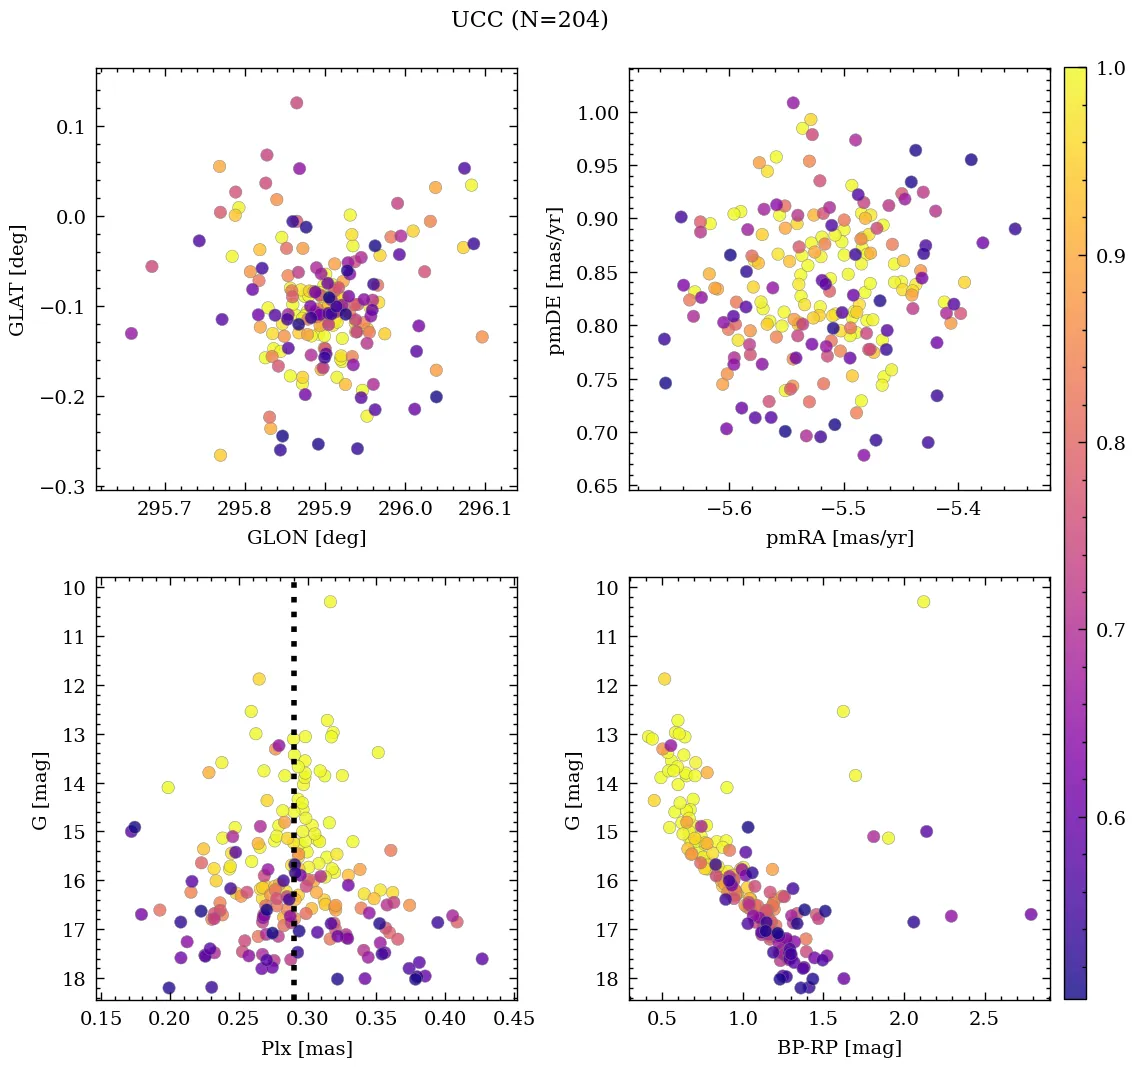 UCC (N=204)
0.1
0.0
−0.1
−0.2
−0.3
GLAT [deg]
295.7 295.8 295.9 296.0 296.1
GLON [deg]
1.00
0.95
0.90
0.85
0.80
0.75
0.70
0.65
pmDE [mas/yr]
−5.6 −5.5 −5.4
pmRA [mas/yr]
10
11
12
13
14
15
16
17
18
G [mag]
0.15 0.20 0.25 0.30 0.35 0.40 0.45
Plx [mas]
10
11
12
13
14
15
16
17
18
G [mag]
0.5 1.0 1.5 2.0 2.5
BP-RP [mag]
1.0
0.9
0.8
0.7
0.6